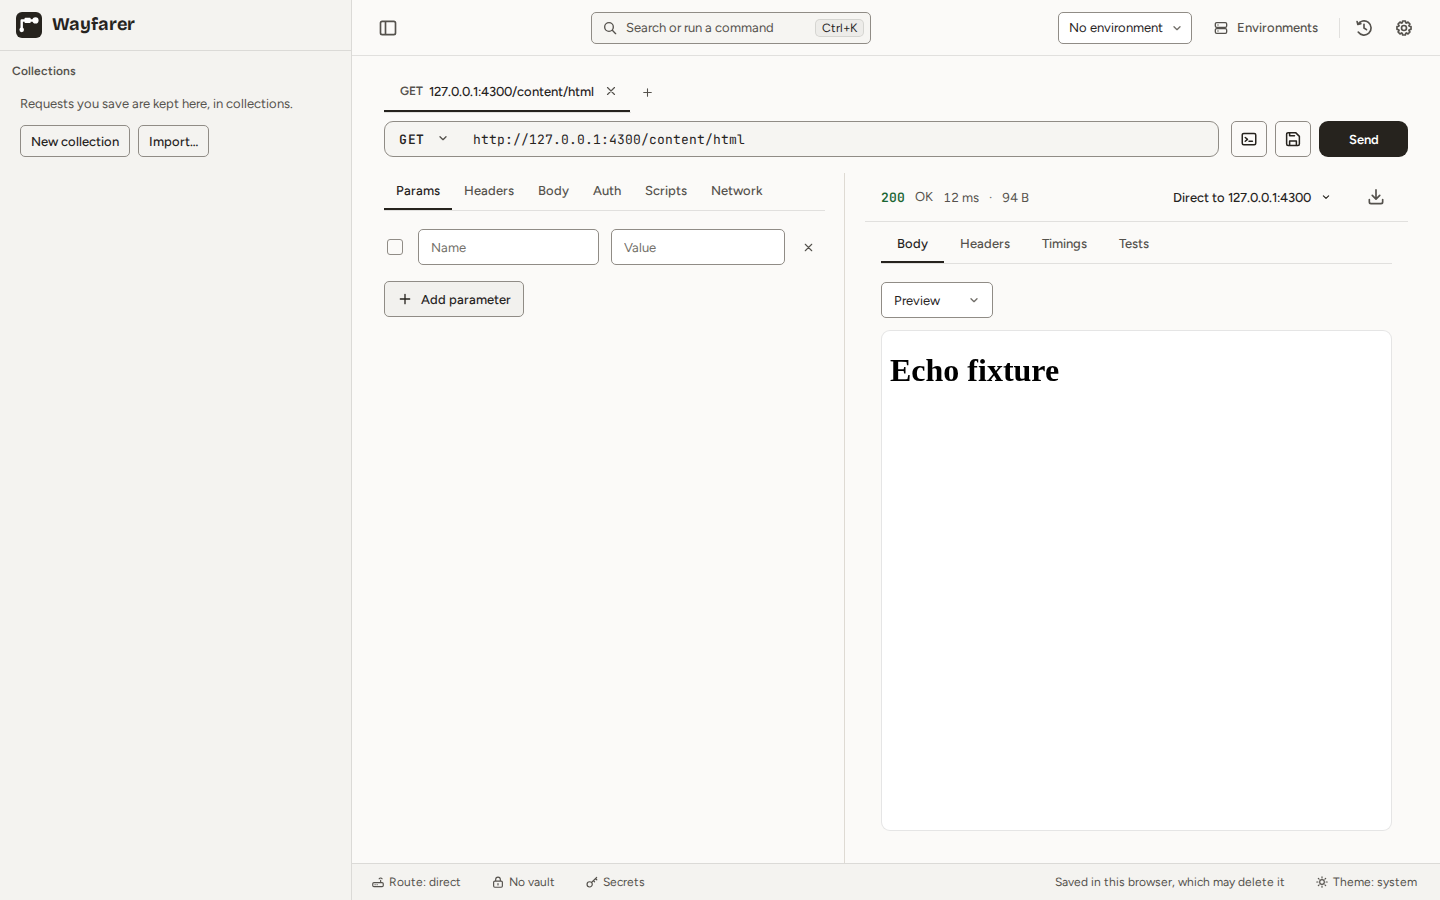 Wayfarer
Search or run a command
Ctrl+K
No environment
Environments
Collections
Requests you save are kept here, in collections.
New collection
Import...
GET 127.0.0.1:4300/content/html
GET
http://127.0.0.1:4300/content/html
Send
Params
Headers
Body
Auth
Scripts
Network
Name
Value
Add parameter
200 OK 12 ms · 94 B
Direct to 127.0.0.1:4300
Body
Headers
Timings
Tests
Preview
Echo fixture
Route: direct
No vault
Secrets
Saved in this browser, which may delete it
Theme: system